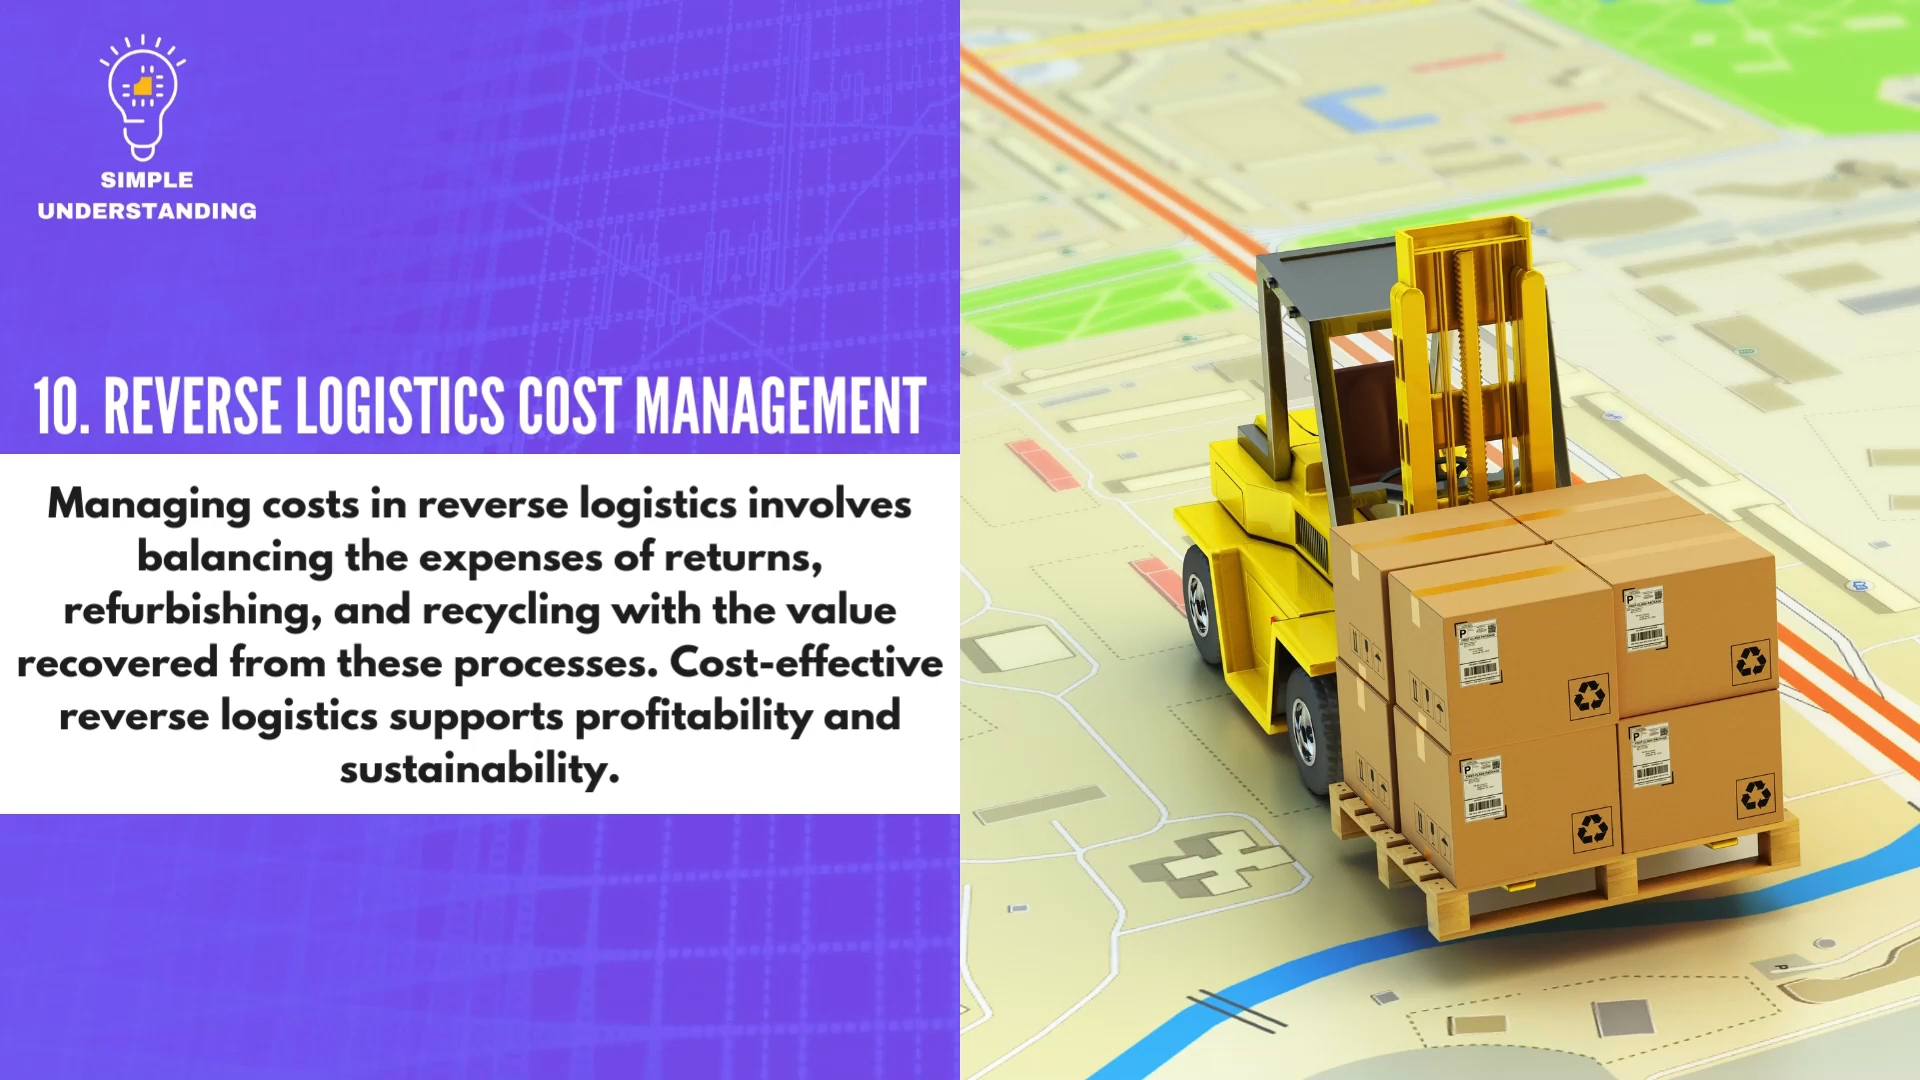 SIMPLE
UNDERSTANDING
10. REVERSE LOGISTICS COST MANAGEMENT
Managing costs in reverse logistics involves
balancing the expenses of returns,
refurbishing, and recycling with the value
recovered from these processes. Cost-effective
reverse logistics supports profitability and
sustainability.
P
P
P
P
P